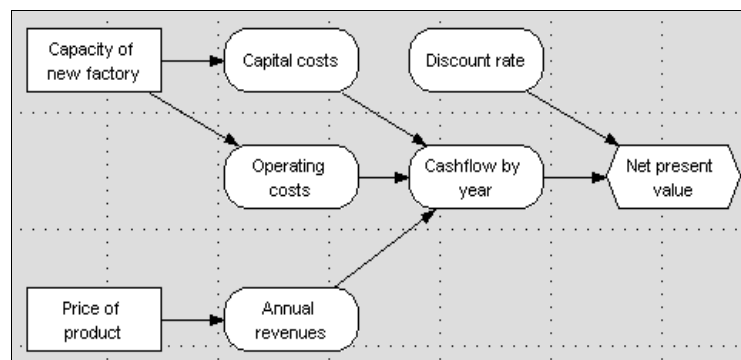 Capacity of
new factory
Capital costs
Discount rate
Operating
costs
Cashflow by
year
Net present
value
Price of
product
Annual
revenues